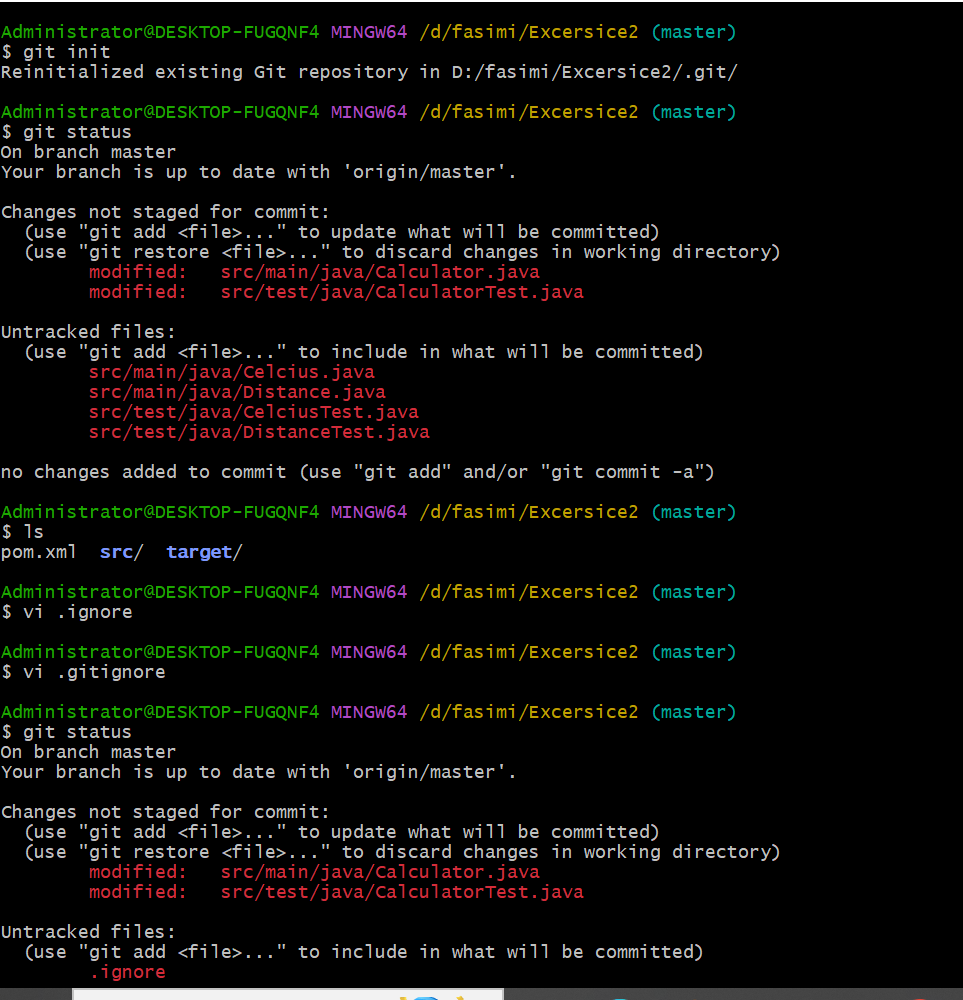 Administrator@DESKTOP-FUGQNF4 MINGW64 /d/fasimi/Excersice2 (master)
$ git init
Reinitialized existing Git repository in D:/fasimi/Excersice2/.git/
Administrator@DESKTOP-FUGQNF4 MINGW64 /d/fasimi/Excersice2 (master)
$ git status
On branch master
Your branch is up to date with 'origin/master'.
Changes not staged for commit:
  (use "git add <file>..." to update what will be committed)
  (use "git restore <file>..." to discard changes in working directory)
        modified:   src/main/java/Calculator.java
        modified:   src/test/java/CalculatorTest.java
Untracked files:
  (use "git add <file>..." to include in what will be committed)
        src/main/java/Celcius.java
        src/main/java/Distance.java
        src/test/java/CelciusTest.java
        src/test/java/DistanceTest.java
no changes added to commit (use "git add" and/or "git commit -a")
Administrator@DESKTOP-FUGQNF4 MINGW64 /d/fasimi/Excersice2 (master)
$ ls
pom.xml  src/  target/
Administrator@DESKTOP-FUGQNF4 MINGW64 /d/fasimi/Excersice2 (master)
$ vi .ignore
Administrator@DESKTOP-FUGQNF4 MINGW64 /d/fasimi/Excersice2 (master)
$ vi .gitignore
Administrator@DESKTOP-FUGQNF4 MINGW64 /d/fasimi/Excersice2 (master)
$ git status
On branch master
Your branch is up to date with 'origin/master'.
Changes not staged for commit:
  (use "git add <file>..." to update what will be committed)
  (use "git restore <file>..." to discard changes in working directory)
        modified:   src/main/java/Calculator.java
        modified:   src/test/java/CalculatorTest.java
Untracked files:
  (use "git add <file>..." to include in what will be committed)
        .ignore